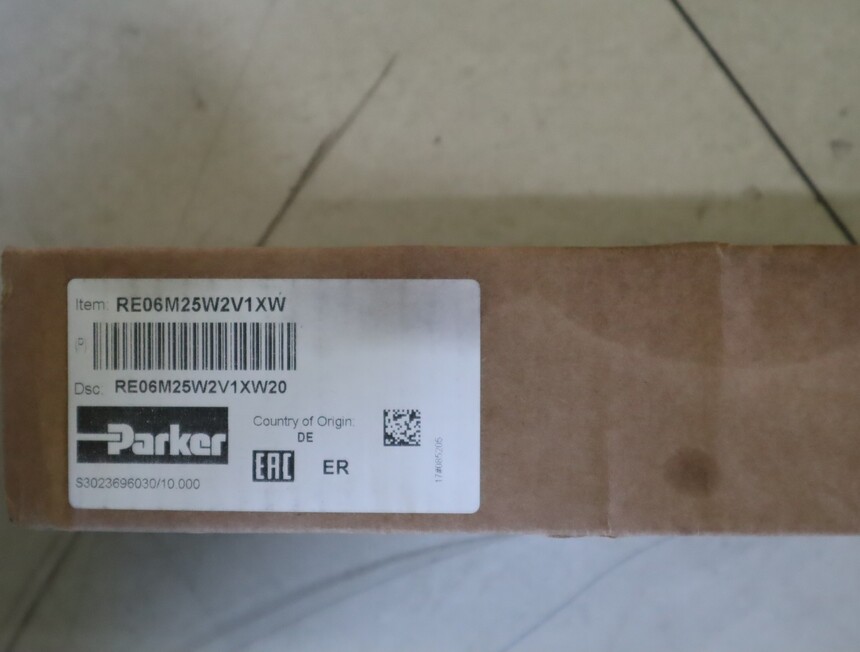 Item: RE06M25W2V1XW
(P)
Dsc. RE06M25W2V1XW20
Parker
Country of Origin:
DE
EAC
ER
S3023696030/10.000